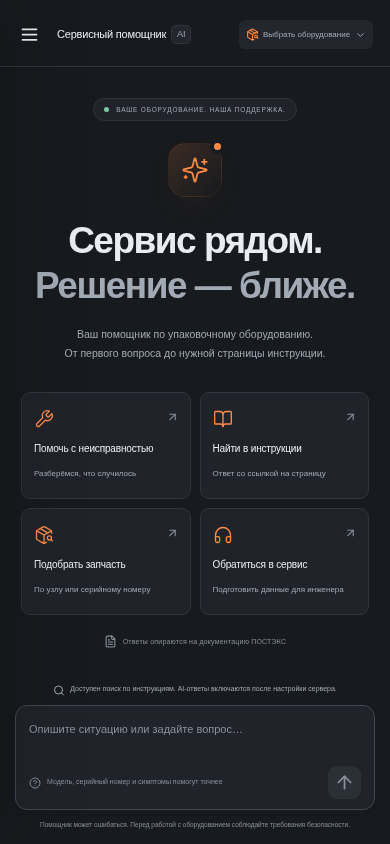 Сервисный помощник AI
Выбрать оборудование
ВАШЕ ОБОРУДОВАНИЕ. НАША ПОДДЕРЖКА.
Сервис рядом.
Решение — ближе.
Ваш помощник по упаковочному оборудованию.
От первого вопроса до нужной страницы инструкции.
Помочь с неисправностью
Разберёмся, что случилось
Найти в инструкции
Ответ со ссылкой на страницу
Подобрать запчасть
По узлу или серийному номеру
Обратиться в сервис
Подготовить данные для инженера
Ответы опираются на документацию ПОСТЭКС
Доступен поиск по инструкциям. AI-ответы включаются после настройки сервера.
Опишите ситуацию или задайте вопрос…
Модель, серийный номер и симптомы помогут точнее
Помощник может ошибаться. Перед работой с оборудованием соблюдайте требования безопасности.